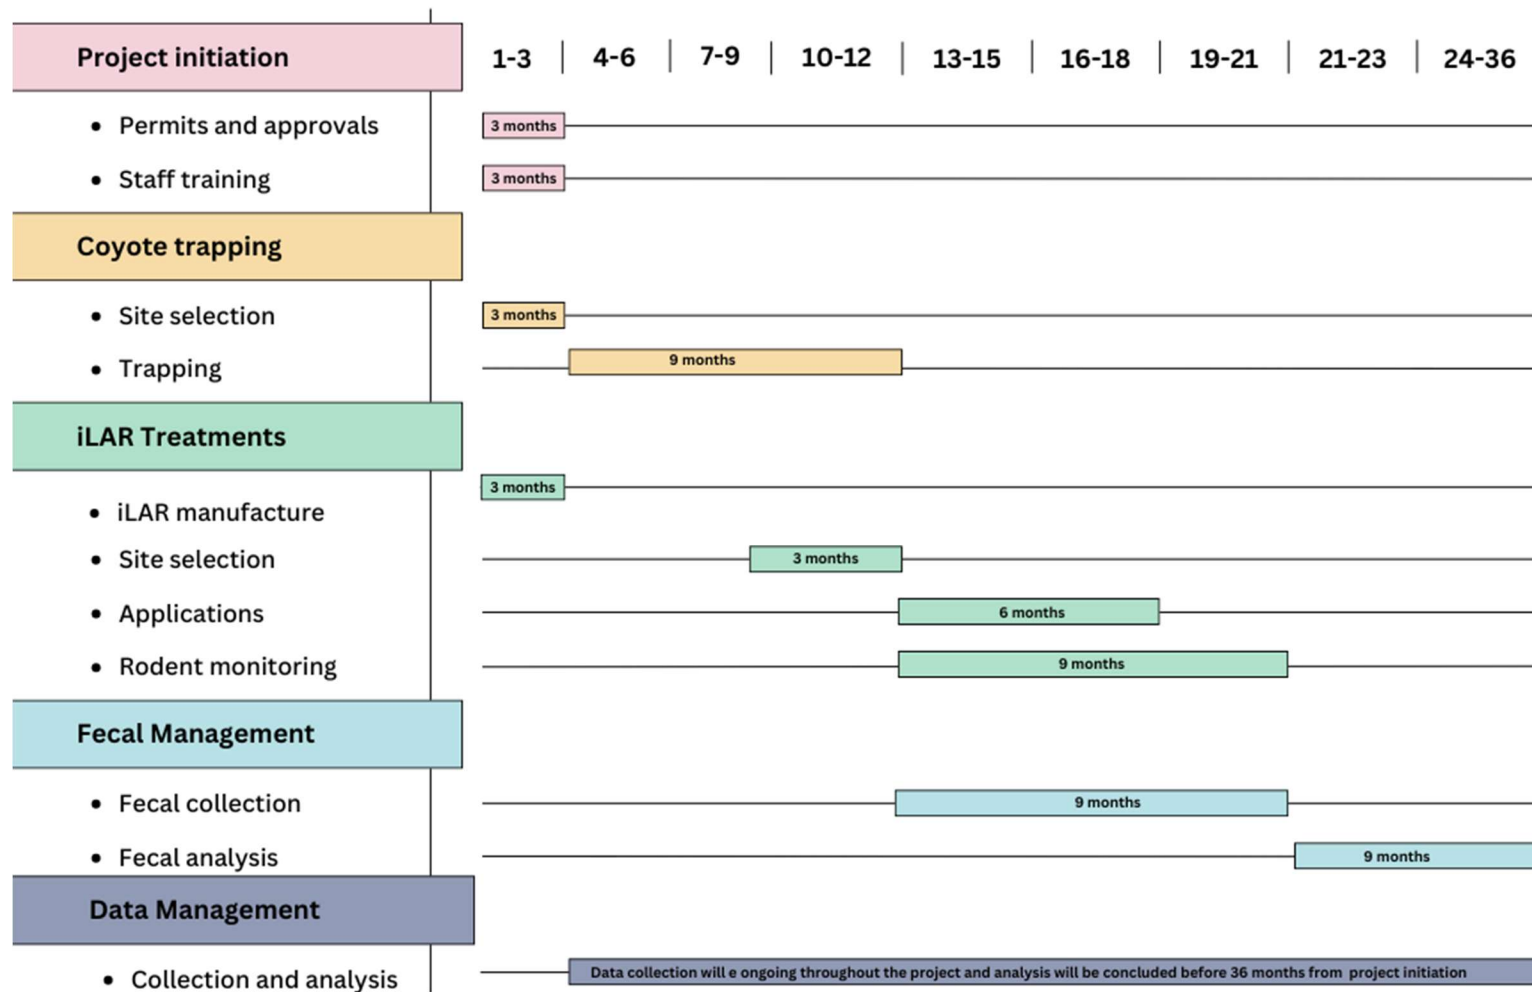 Project initiation
1-3 | 4-6 | 7-9 | 10-12 | 13-15 | 16-18 | 19-21 | 21-23 | 24-36
• Permits and approvals
3 months
• Staff training
3 months
Coyote trapping
• Site selection
3 months
• Trapping
9 months
iLAR Treatments
• iLAR manufacture
3 months
• Site selection
3 months
• Applications
6 months
• Rodent monitoring
9 months
Fecal Management
• Fecal collection
9 months
• Fecal analysis
9 months
Data Management
• Collection and analysis
Data collection will e ongoing throughout the project and analysis will be concluded before 36 months from project initiation